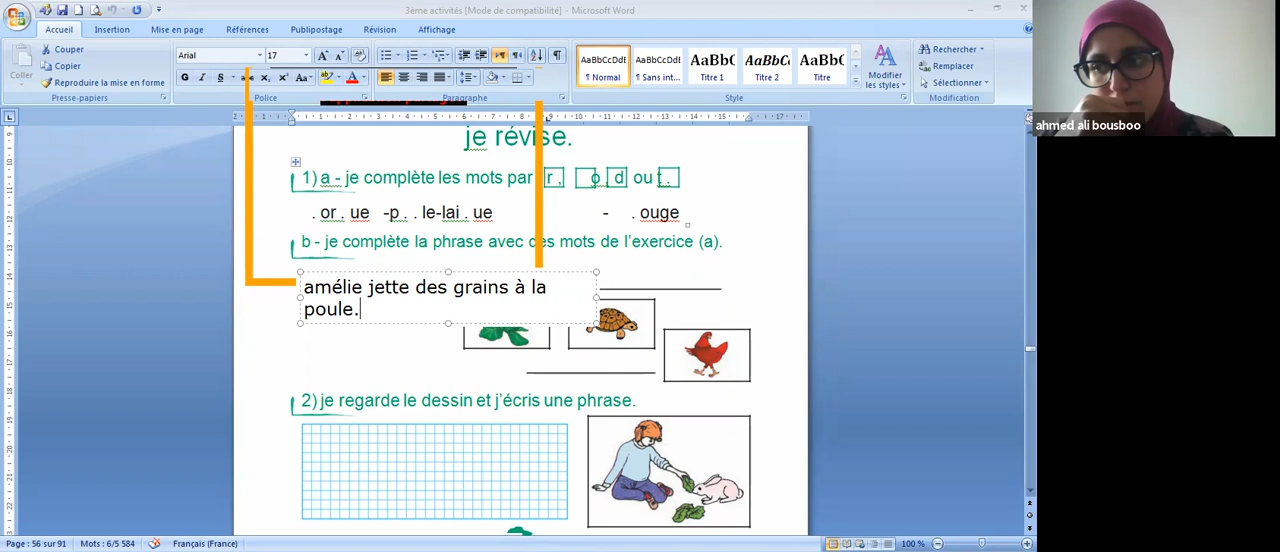 3ème activités [Mode de compatibilité] - Microsoft Word
Accueil Insertion Mise en page Références Publipostage Révision Affichage
Coller
Couper
Copier
Reproduire la mise en forme
Presse-papiers
Arial 17
Police
Paragraphe
AaBbCcDdE AaBbCcDdE AaBbC AaBbCc AaBbC
¶ Normal ¶ Sans int... Titre 1 Titre 2 Titre
Style
Modifier les styles
Rechercher
Remplacer
Sélectionner
Modification
ahmed ali bousboo
je révise.
1) a - je complète les mots par r , o , d ou t .
. or . ue -p . . le-lai . ue - . ouge
b - je complète la phrase avec des mots de l'exercice (a).
amélie jette des grains à la
poule.
2) je regarde le dessin et j'écris une phrase.
Page : 56 sur 91 Mots : 6/5 584 Français (France) 100 %